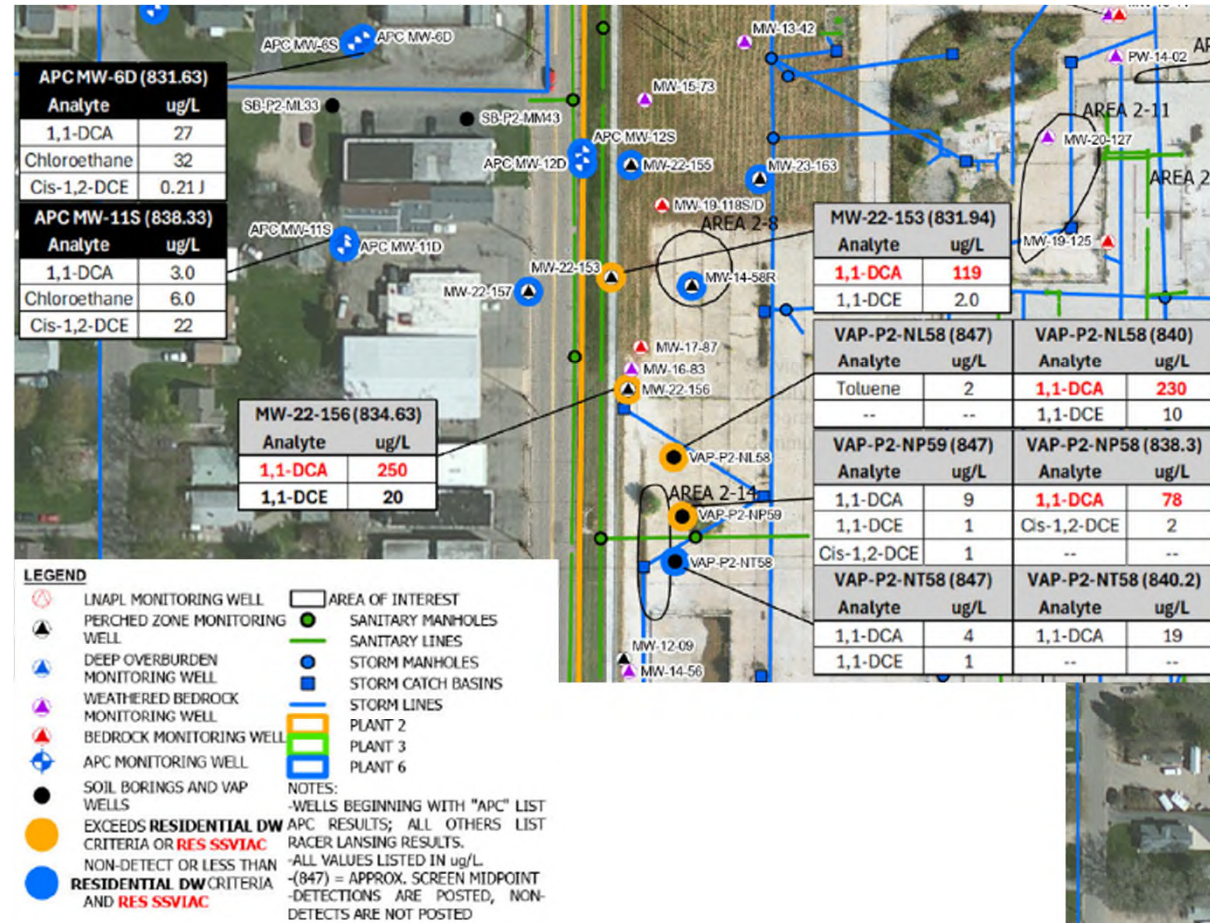 APC MW-6S
APC MW-6D
APC MW-6D (831.63)
Analyte ug/L
1,1-DCA 27
Chloroethane 32
Cis-1,2-DCE 0.21 J
APC MW-11S (838.33)
Analyte ug/L
1,1-DCA 3.0
Chloroethane 6.0
Cis-1,2-DCE 22
SB-P2-ML33
SB-P2-MM43
APC MW-11S
APC MW-11D
APC MW-12S
APC MW-12D
MW-13-42
MW-15-73
MW-22-155
MW-23-163
MW-19-118S/D
AREA 2-8
MW-22-153
MW-22-157
MW-14-58R
MW-17-87
MW-16-83
MW-22-156
VAP-P2-NL58
AREA 2-14
VAP-P2-NP59
VAP-P2-NT58
MW-12-09
MW-14-56
PW-14-02
AREA 2-11
MW-20-127
MW-19-125
MW-22-156 (834.63)
Analyte ug/L
1,1-DCA 250
1,1-DCE 20
MW-22-153 (831.94)
Analyte ug/L
1,1-DCA 119
1,1-DCE 2.0
VAP-P2-NL58 (847) VAP-P2-NL58 (840)
Analyte ug/L Analyte ug/L
Toluene 2 1,1-DCA 230
-- -- 1,1-DCE 10
VAP-P2-NP59 (847) VAP-P2-NP58 (838.3)
Analyte ug/L Analyte ug/L
1,1-DCA 9 1,1-DCA 78
1,1-DCE 1 Cis-1,2-DCE 2
Cis-1,2-DCE 1 -- --
VAP-P2-NT58 (847) VAP-P2-NT58 (840.2)
Analyte ug/L Analyte ug/L
1,1-DCA 4 1,1-DCA 19
1,1-DCE 1 -- --
LEGEND
LNAPL MONITORING WELL
PERCHED ZONE MONITORING
WELL
DEEP OVERBURDEN
MONITORING WELL
WEATHERED BEDROCK
MONITORING WELL
BEDROCK MONITORING WELL
APC MONITORING WELL
SOIL BORINGS AND VAP
WELLS
EXCEEDS RESIDENTIAL DW
CRITERIA OR RES SSVIAC
NON-DETECT OR LESS THAN
RESIDENTIAL DW CRITERIA
AND RES SSVIAC
AREA OF INTEREST
SANITARY MANHOLES
SANITARY LINES
STORM MANHOLES
STORM CATCH BASINS
STORM LINES
PLANT 2
PLANT 3
PLANT 6
NOTES:
-WELLS BEGINNING WITH "APC" LIST
APC RESULTS; ALL OTHERS LIST
RACER LANSING RESULTS.
-ALL VALUES LISTED IN ug/L.
-(847) = APPROX. SCREEN MIDPOINT
-DETECTIONS ARE POSTED, NON-
DETECTS ARE NOT POSTED